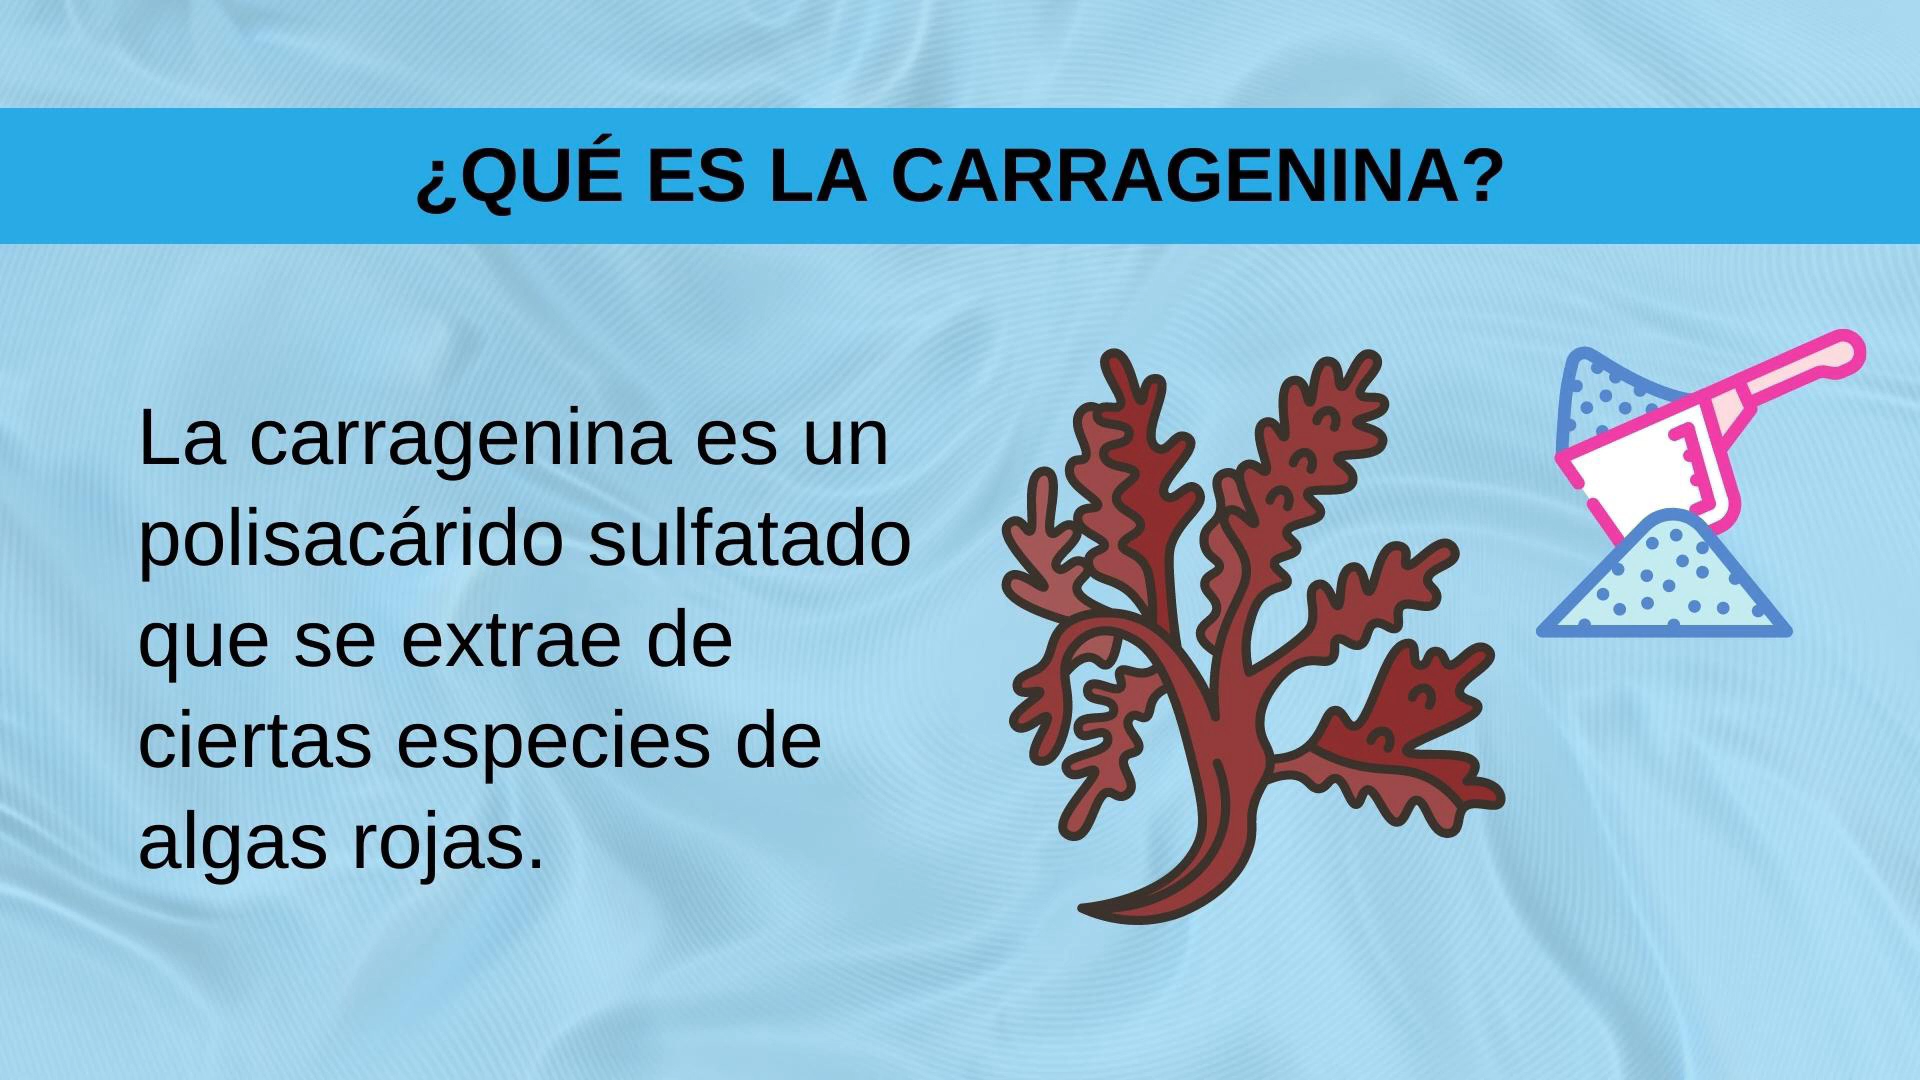 ¿QUÉ ES LA CARRAGENINA?
La carragenina es un
polisacárido sulfatado
que se extrae de
ciertas especies de
algas rojas.